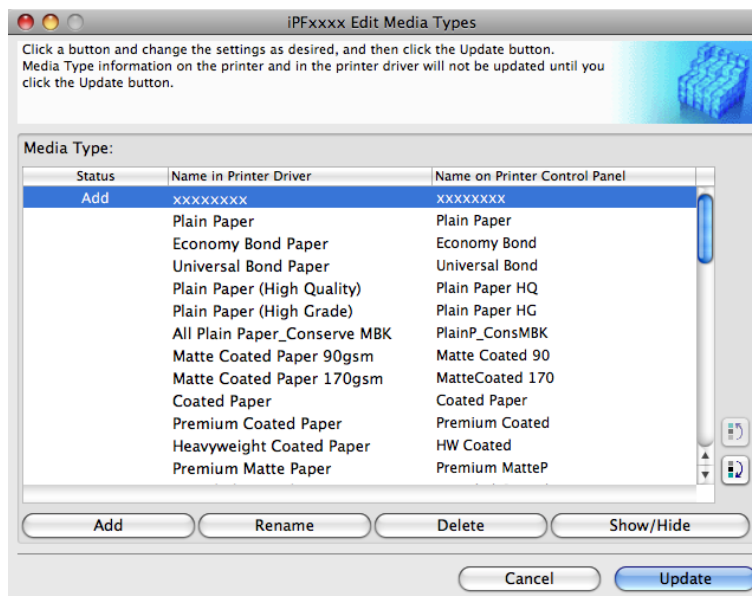 iPFxxxx Edit Media Types
Click a button and change the settings as desired, and then click the Update button.
Media Type information on the printer and in the printer driver will not be updated until you
click the Update button.
Media Type:
Status Name in Printer Driver Name on Printer Control Panel
Add xxxxxxxx xxxxxxxx
Plain Paper Plain Paper
Economy Bond Paper Economy Bond
Universal Bond Paper Universal Bond
Plain Paper (High Quality) Plain Paper HQ
Plain Paper (High Grade) Plain Paper HG
All Plain Paper_Conserve MBK PlainP_ConsMBK
Matte Coated Paper 90gsm Matte Coated 90
Matte Coated Paper 170gsm MatteCoated 170
Coated Paper Coated Paper
Premium Coated Paper Premium Coated
Heavyweight Coated Paper HW Coated
Premium Matte Paper Premium MatteP
Add Rename Delete Show/Hide
Cancel Update